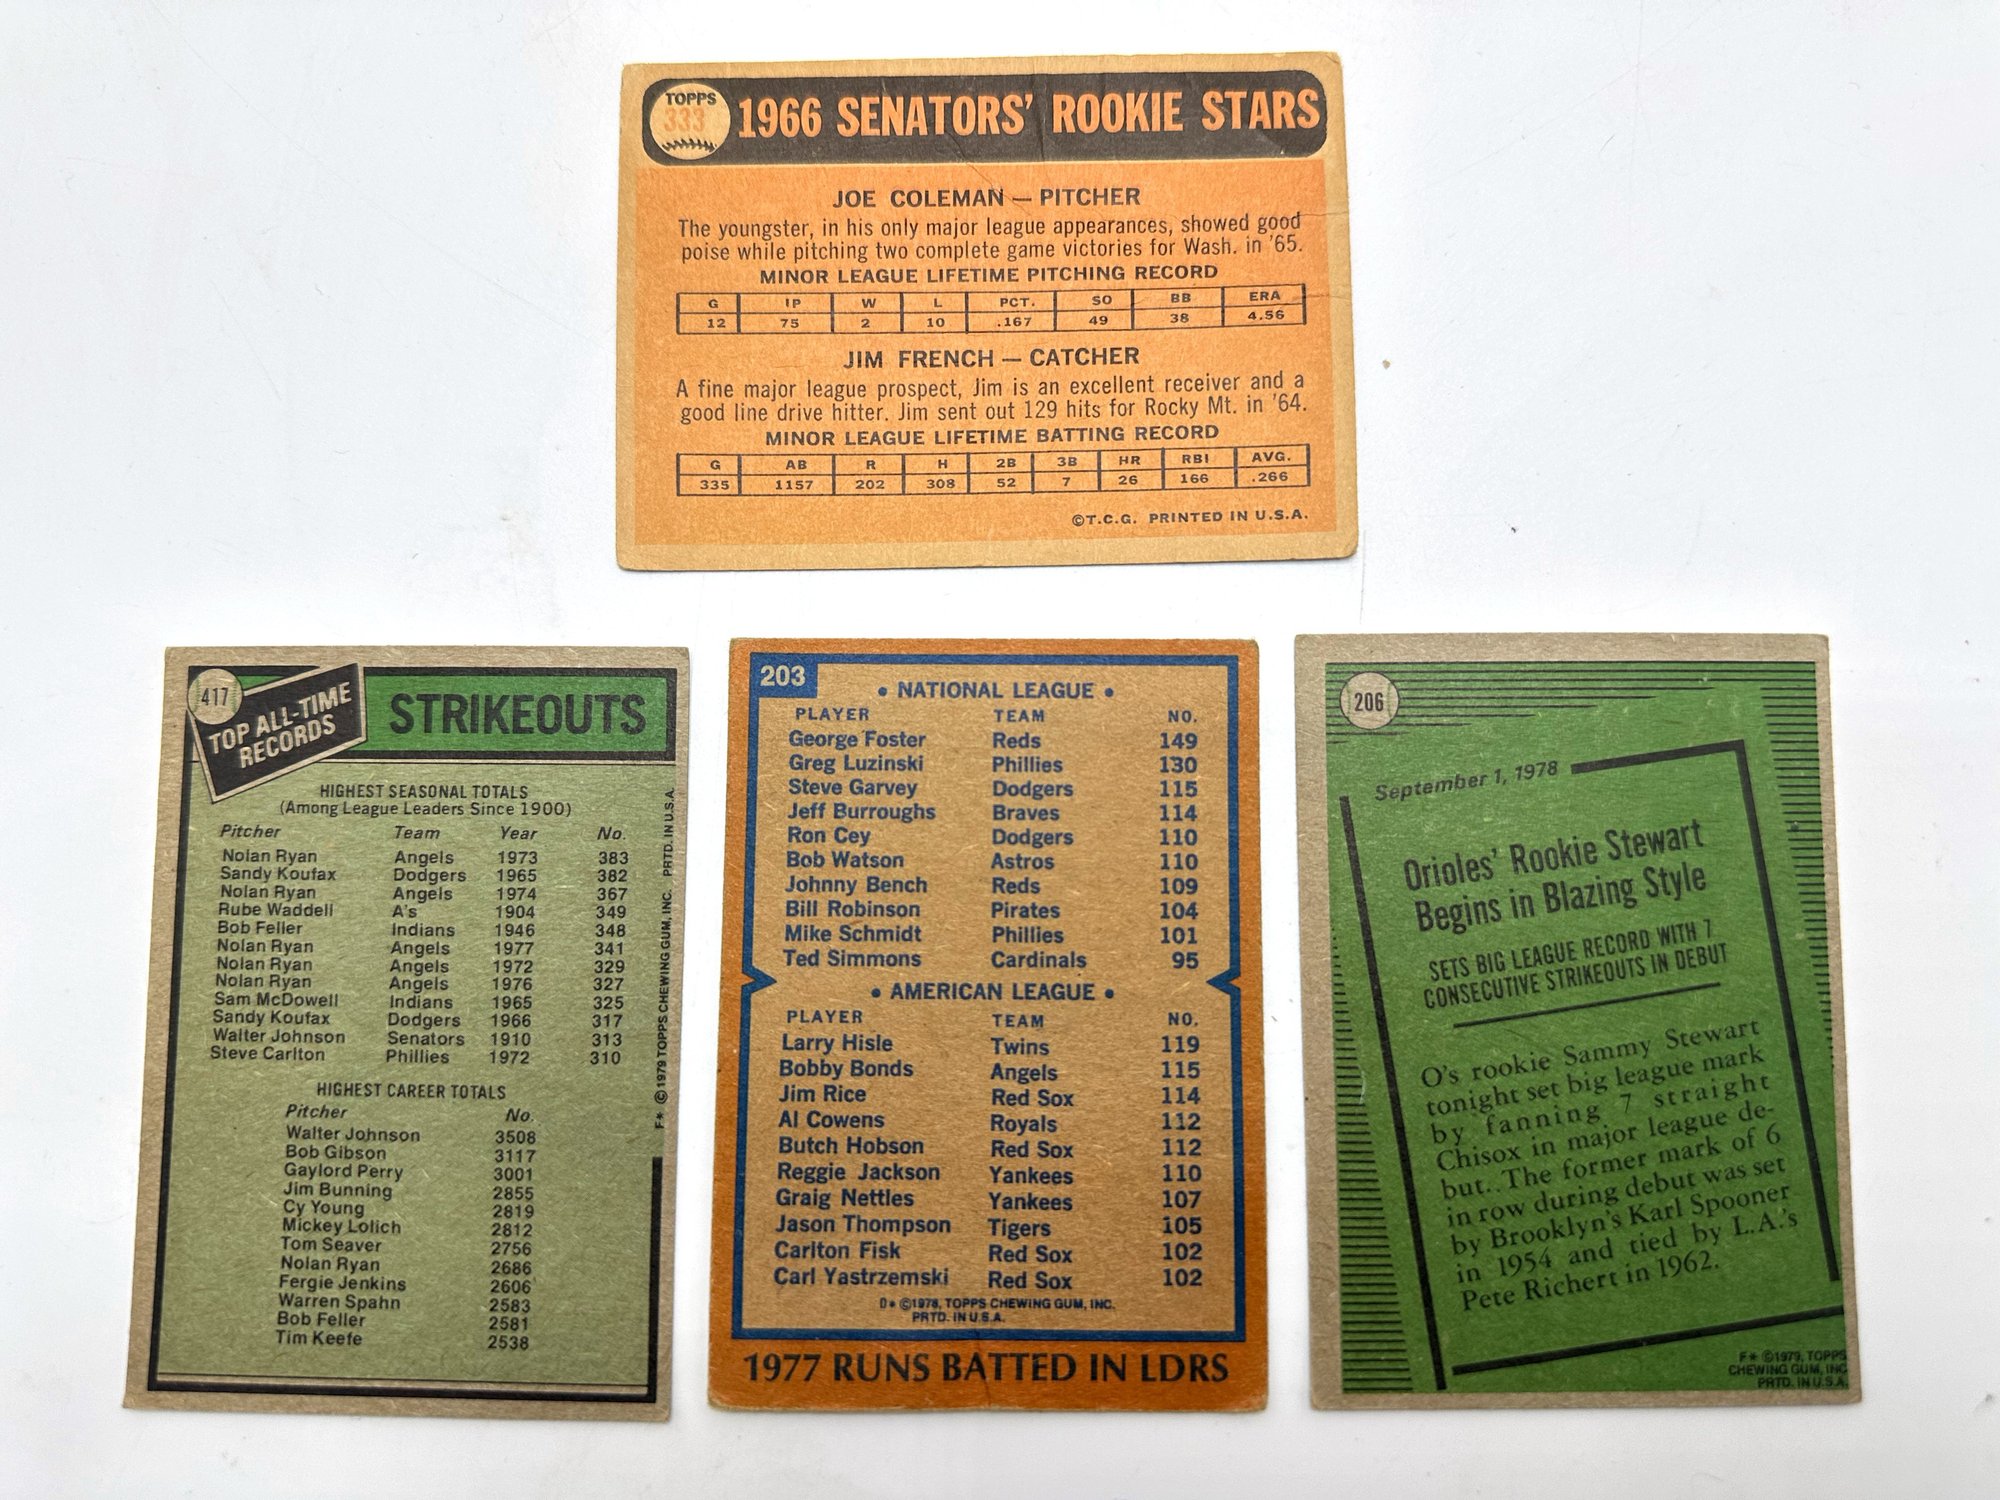 TOPPS
333
1966 SENATORS' ROOKIE STARS
JOE COLEMAN — PITCHER
The youngster, in his only major league appearances, showed good
poise while pitching two complete game victories for Wash. in '65.
MINOR LEAGUE LIFETIME PITCHING RECORD
G IP W L PCT. SO BB ERA
12 75 2 10 .167 49 38 4.56
JIM FRENCH — CATCHER
A fine major league prospect, Jim is an excellent receiver and a
good line drive hitter. Jim sent out 129 hits for Rocky Mt. in '64.
MINOR LEAGUE LIFETIME BATTING RECORD
G AB R H 2B 3B HR RBI AVG.
335 1157 202 308 52 7 26 166 .266
©T.C.G. PRINTED IN U.S.A.
417
TOP ALL-TIME
RECORDS
STRIKEOUTS
HIGHEST SEASONAL TOTALS
(Among League Leaders Since 1900)
Pitcher Team Year No.
Nolan Ryan Angels 1973 383
Sandy Koufax Dodgers 1965 382
Nolan Ryan Angels 1974 367
Rube Waddell A's 1904 349
Bob Feller Indians 1946 348
Nolan Ryan Angels 1977 341
Nolan Ryan Angels 1972 329
Nolan Ryan Angels 1976 327
Sam McDowell Indians 1965 325
Sandy Koufax Dodgers 1966 317
Walter Johnson Senators 1910 313
Steve Carlton Phillies 1972 310
HIGHEST CAREER TOTALS
Pitcher No.
Walter Johnson 3508
Bob Gibson 3117
Gaylord Perry 3001
Jim Bunning 2855
Cy Young 2819
Mickey Lolich 2812
Tom Seaver 2756
Nolan Ryan 2686
Fergie Jenkins 2606
Warren Spahn 2583
Bob Feller 2581
Tim Keefe 2538
F* © 1979 TOPPS CHEWING GUM, INC. PRTD. IN U.S.A.
203
• NATIONAL LEAGUE •
PLAYER TEAM NO.
George Foster Reds 149
Greg Luzinski Phillies 130
Steve Garvey Dodgers 115
Jeff Burroughs Braves 114
Ron Cey Dodgers 110
Bob Watson Astros 110
Johnny Bench Reds 109
Bill Robinson Pirates 104
Mike Schmidt Phillies 101
Ted Simmons Cardinals 95
• AMERICAN LEAGUE •
PLAYER TEAM NO.
Larry Hisle Twins 119
Bobby Bonds Angels 115
Jim Rice Red Sox 114
Al Cowens Royals 112
Butch Hobson Red Sox 112
Reggie Jackson Yankees 110
Graig Nettles Yankees 107
Jason Thompson Tigers 105
Carlton Fisk Red Sox 102
Carl Yastrzemski Red Sox 102
D* ©1978, TOPPS CHEWING GUM, INC.
PRTD. IN U.S.A.
1977 RUNS BATTED IN LDRS
206
September 1, 1978
Orioles' Rookie Stewart
Begins in Blazing Style
SETS BIG LEAGUE RECORD WITH 7
CONSECUTIVE STRIKEOUTS IN DEBUT
O's rookie Sammy Stewart
tonight set big league mark
by fanning 7 straight
Chisox in major league de-
but.. The former mark of 6
in row during debut was set
by Brooklyn's Karl Spooner
in 1954 and tied by L.A.'s
Pete Richert in 1962.
F* ©1979, TOPPS
CHEWING GUM, INC
PRTD. IN U.S.A.